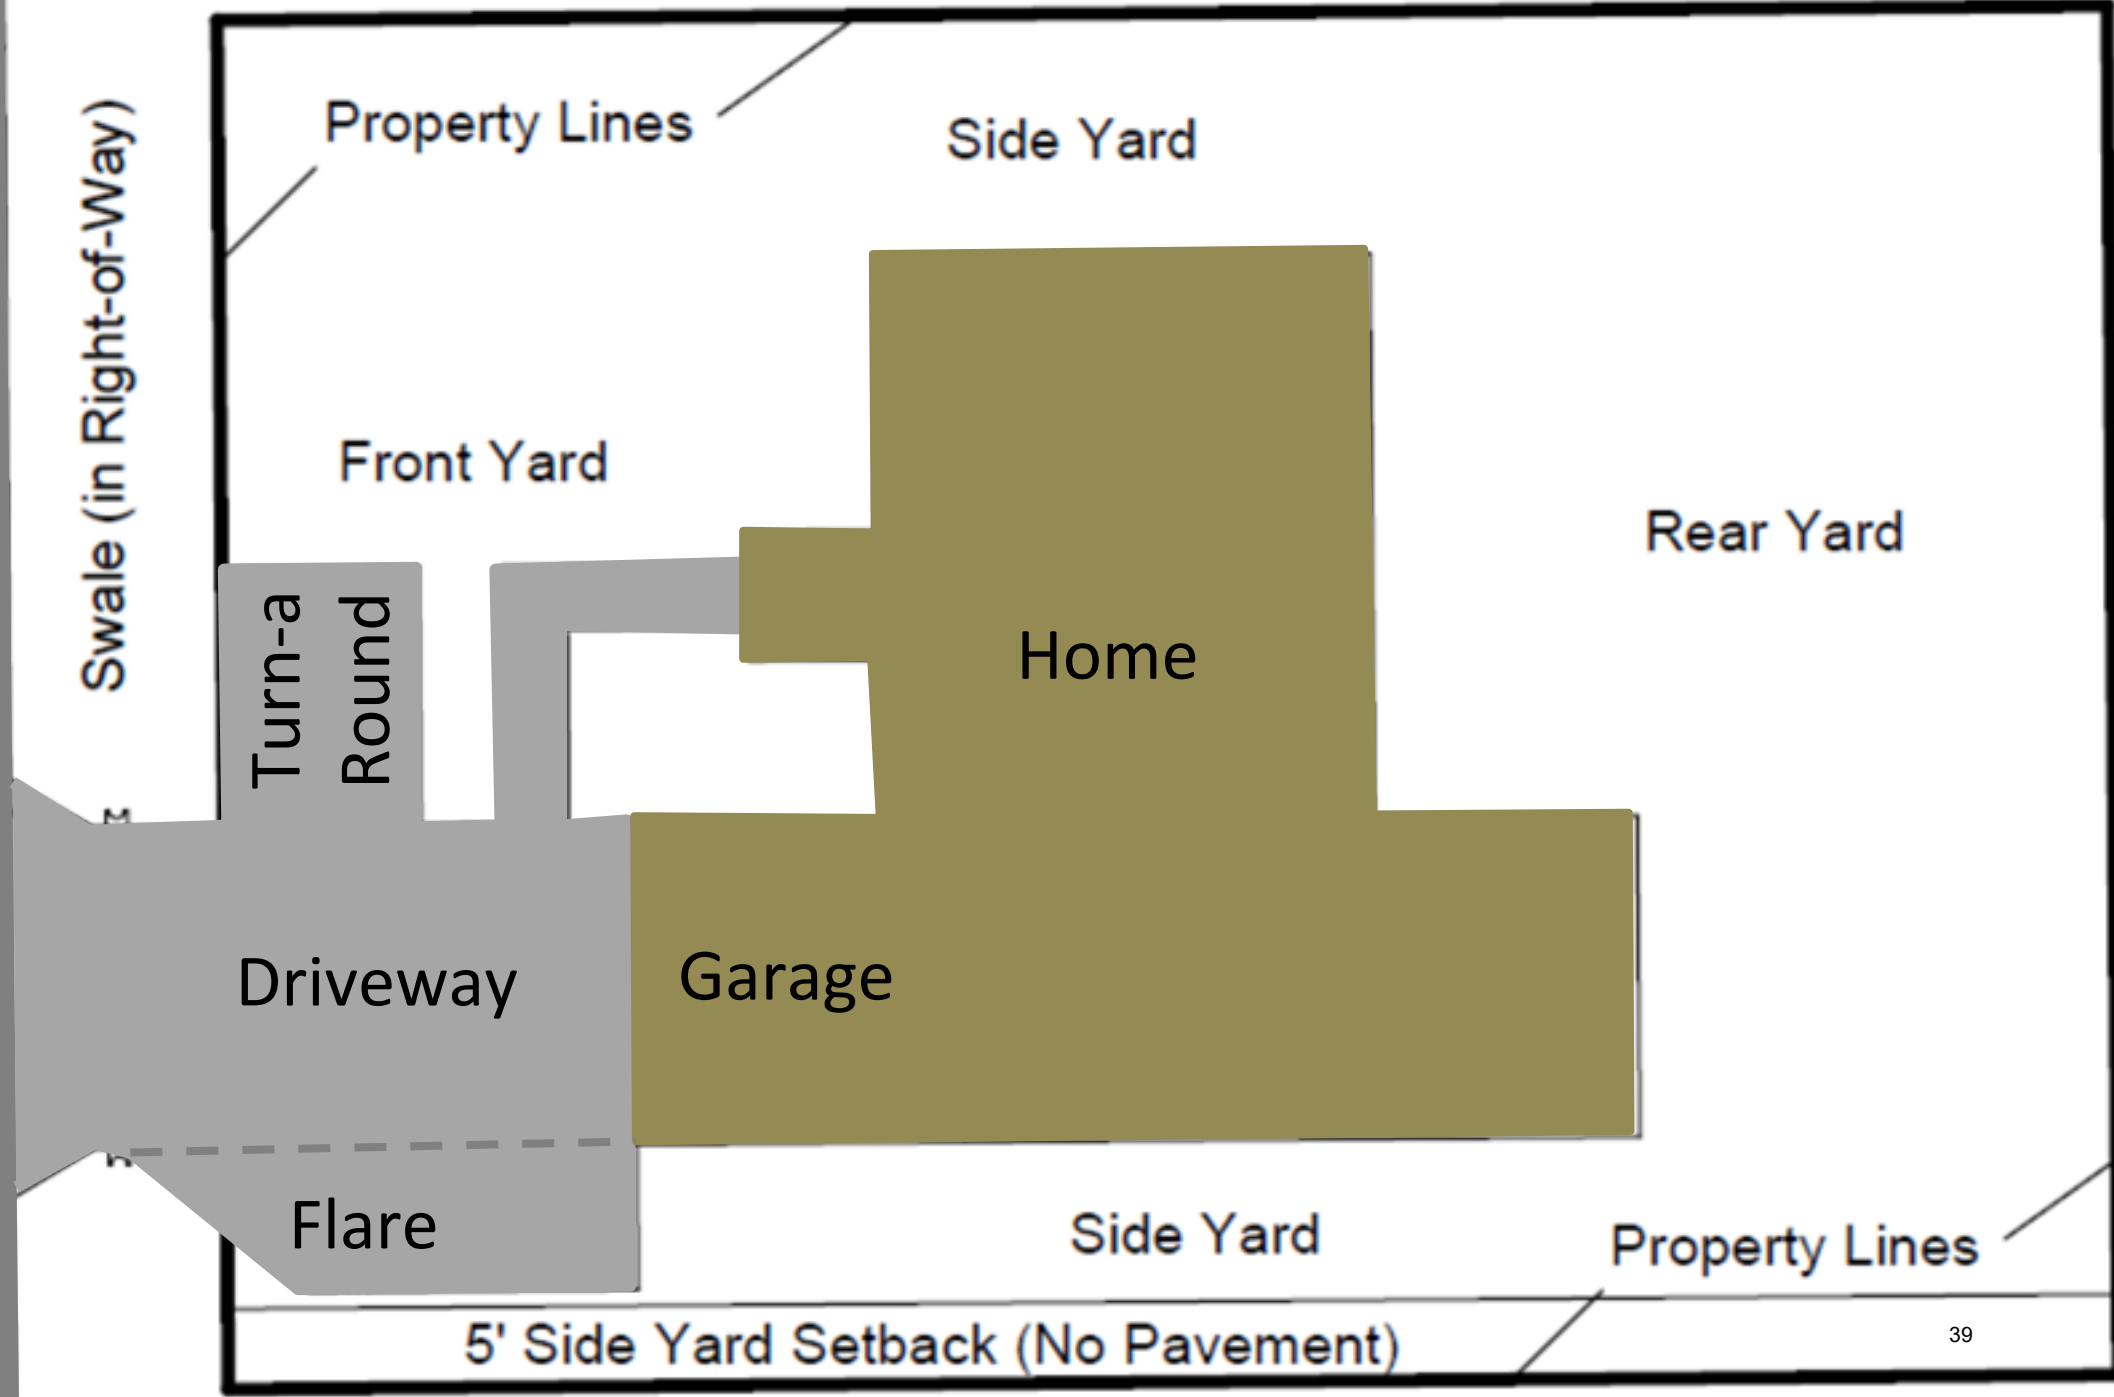 Property Lines
Side Yard
Swale (in Right-of-Way)
Front Yard
Rear Yard
Turn-a
Round
Home
Driveway
Garage
Flare
Side Yard
Property Lines
5' Side Yard Setback (No Pavement)
39